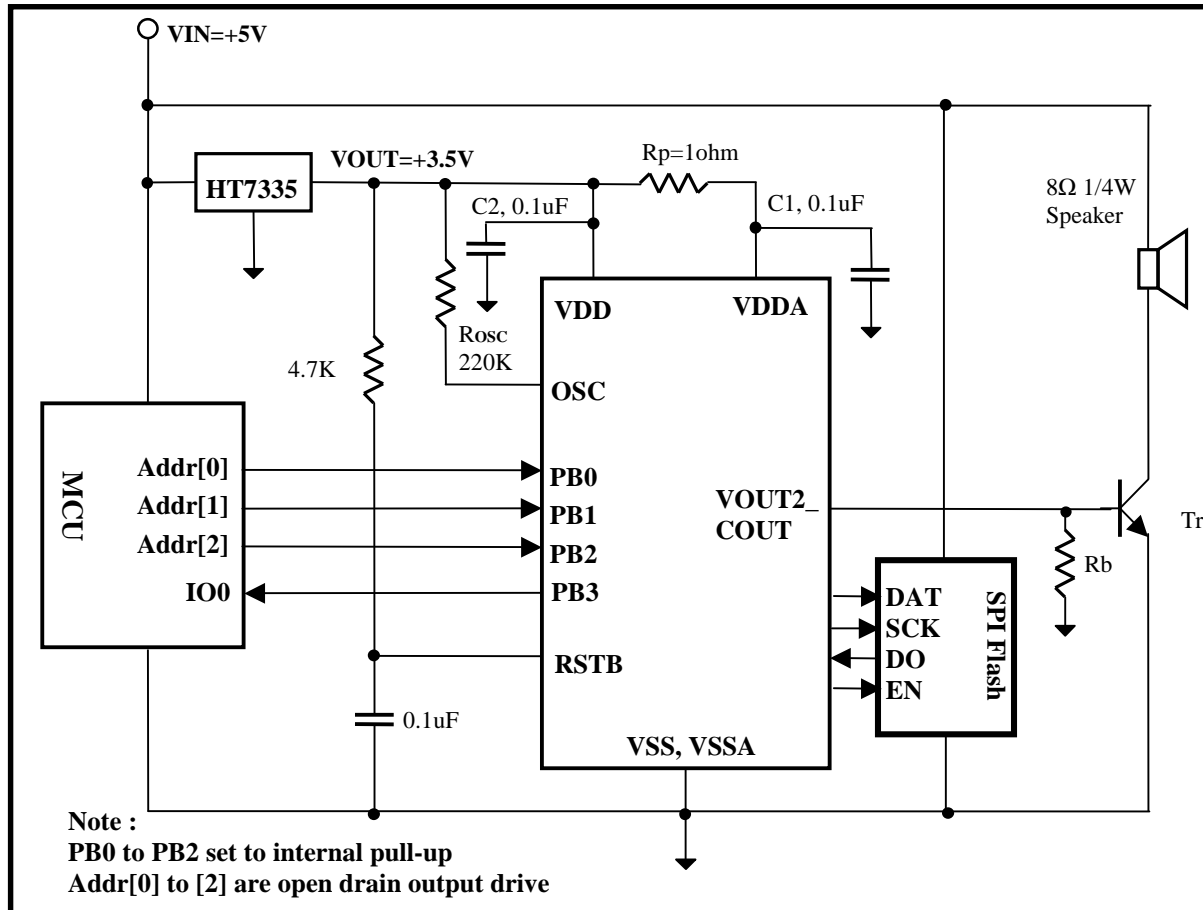 VIN=+5V
HT7335
VOUT=+3.5V
Rp=1ohm
C2, 0.1uF
C1, 0.1uF
8Ω 1/4W
Speaker
VDD
VDDA
Rosc
220K
4.7K
OSC
MCU
Addr[0]
Addr[1]
Addr[2]
IO0
PB0
PB1
PB2
PB3
VOUT2_
COUT
Tr
Rb
RSTB
DAT
SCK
DO
EN
SPI Flash
0.1uF
VSS, VSSA
Note :
PB0 to PB2 set to internal pull-up
Addr[0] to [2] are open drain output drive